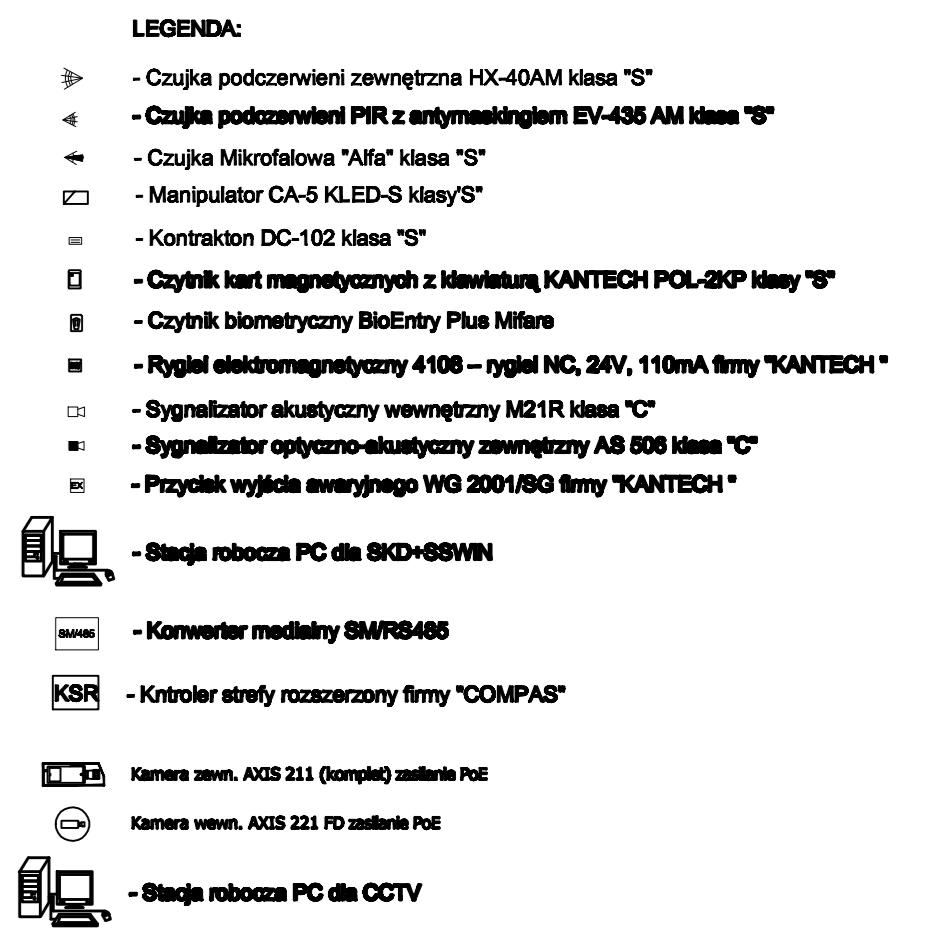 LEGENDA:
- Czujka podczerwieni zewnętrzna HX-40AM klasa "S"
- Czujka podczerwieni PIR z antymaskingiem EV-435 AM klasa "S"
- Czujka Mikrofalowa "Alfa" klasa "S"
- Manipulator CA-5 KLED-S klasy'S"
- Kontrakton DC-102 klasa "S"
- Czytnik kart magnetycznych z klawiaturą KANTECH POL-2KP klasy "S"
- Czytnik biometryczny BioEntry Plus Mifare
- Rygiel elektromagnetyczny 4108 – rygiel NC, 24V, 110mA firmy "KANTECH "
- Sygnalizator akustyczny wewnętrzny M21R klasa "C"
- Sygnalizator optyczno-akustyczny zewnętrzny AS 506 klasa "C"
EX - Przycisk wyjścia awaryjnego WG 2001/SG firmy "KANTECH "
- Stacja robocza PC dla SKD+SSWIN
SM/485 - Konwerter medialny SM/RS485
KSR - Kntroler strefy rozszerzony firmy "COMPAS"
Kamera zewn. AXIS 211 (komplet) zasilanie PoE
Kamera wewn. AXIS 221 FD zasilanie PoE
- Stacja robocza PC dla CCTV